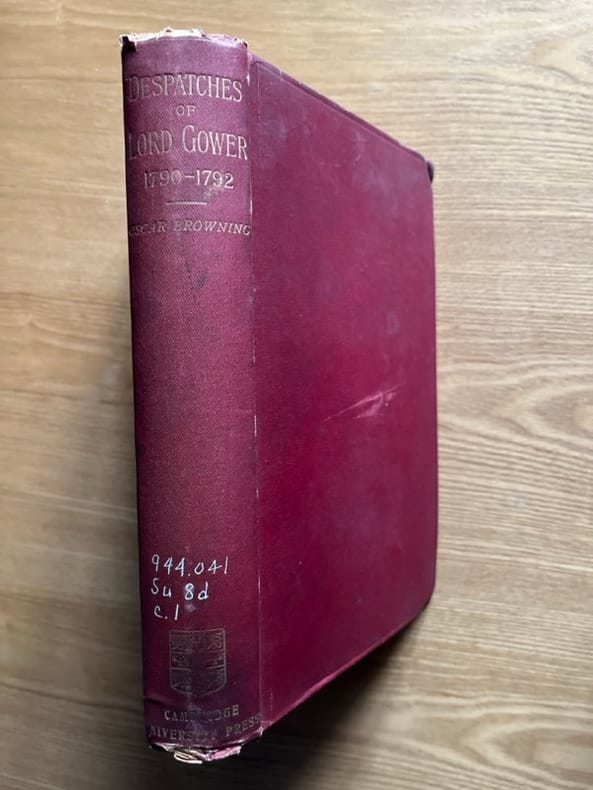 DESPATCHES
OF
LORD GOWER
1790-1792
OSCAR BROWNING
944.041
Su 8d
c.1
CAMBRIDGE
UNIVERSITY PRESS